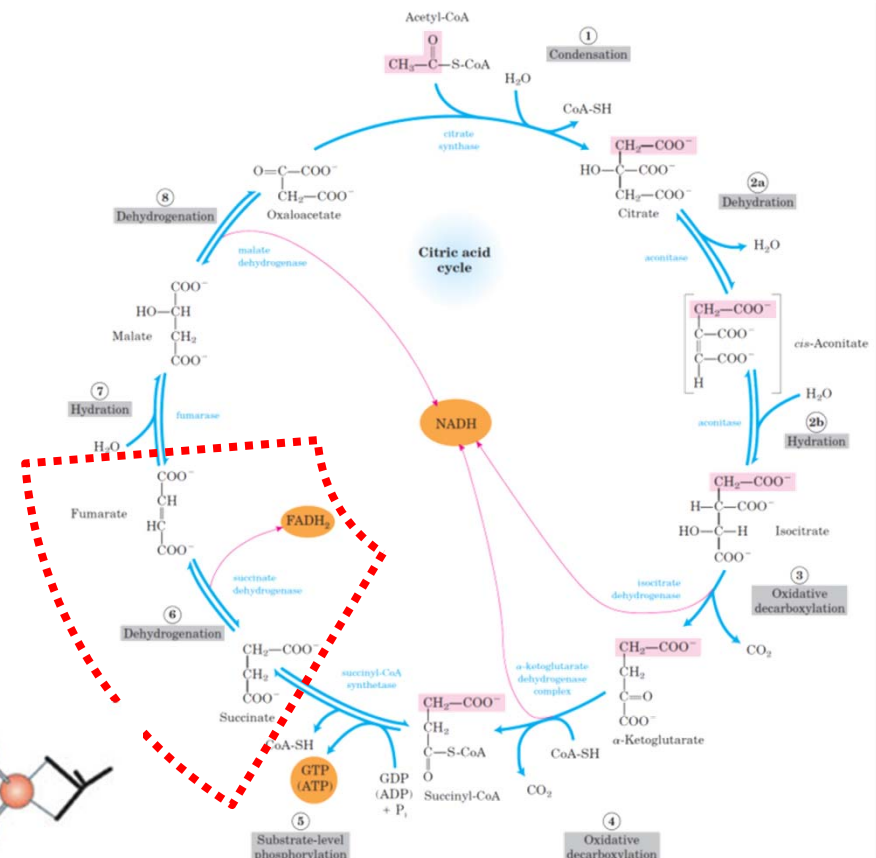 Acetyl-CoA
O
CH₃—C—S-CoA
1
Condensation
H₂O
CoA-SH
citrate
synthase
CH₂—COO⁻
HO—C—COO⁻
CH₂—COO⁻
Citrate
2a
Dehydration
H₂O
aconitase
CH₂—COO⁻
C—COO⁻
C—COO⁻
H
cis-Aconitate
H₂O
aconitase
2b
Hydration
CH₂—COO⁻
H—C—COO⁻
HO—C—H
COO⁻
Isocitrate
3
Oxidative
decarboxylation
isocitrate
dehydrogenase
CO₂
CH₂—COO⁻
CH₂
C=O
COO⁻
α-Ketoglutarate
α-ketoglutarate
dehydrogenase
complex
CoA-SH
CO₂
4
Oxidative
decarboxylation
CH₂—COO⁻
CH₂
C—S-CoA
O
Succinyl-CoA
succinyl-CoA
synthetase
GDP
(ADP)
+ Pᵢ
GTP
(ATP)
CoA-SH
5
Substrate-level
phosphorylation
CH₂—COO⁻
CH₂
COO⁻
Succinate
6
Dehydrogenation
succinate
dehydrogenase
FADH₂
COO⁻
CH
HC
COO⁻
Fumarate
H₂O
7
Hydration
fumarase
COO⁻
HO—CH
CH₂
COO⁻
Malate
8
Dehydrogenation
malate
dehydrogenase
O=C—COO⁻
CH₂—COO⁻
Oxaloacetate
Citric acid
cycle
NADH